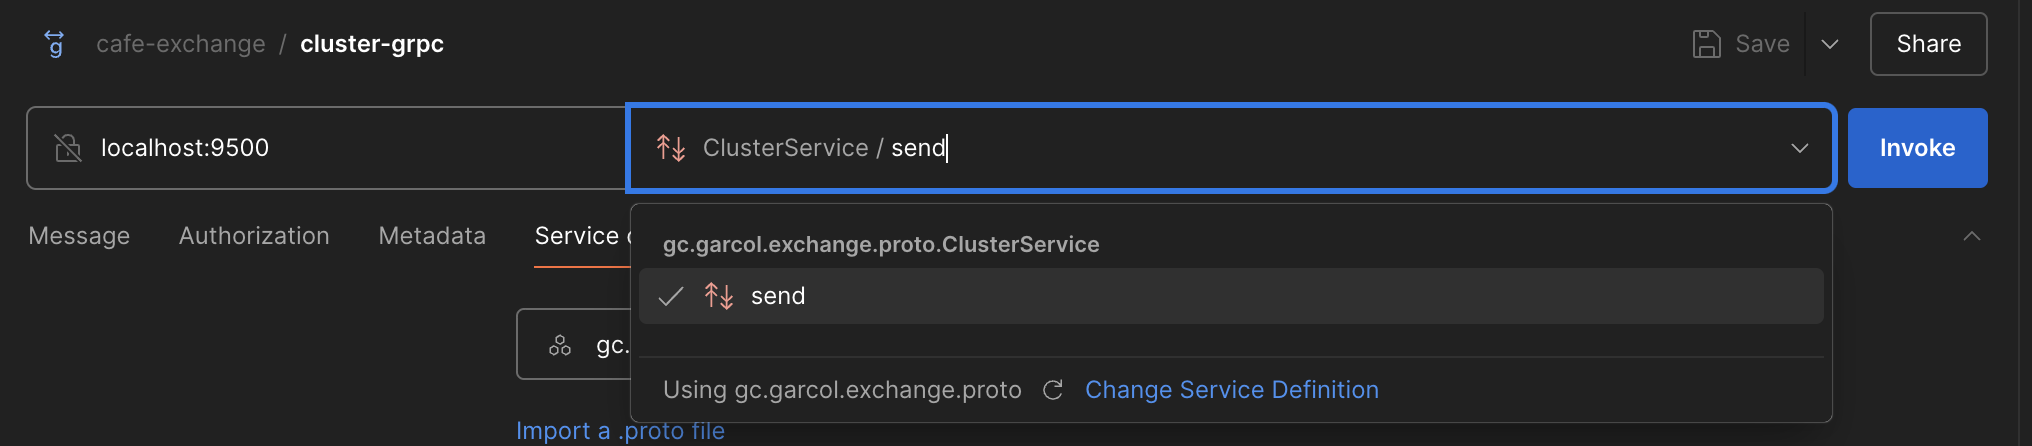 cafe-exchange / cluster-grpc
Save
Share
localhost:9500
ClusterService / send
Invoke
Message
Authorization
Metadata
Service
gc.garcol.exchange.proto.ClusterService
send
gc.
Using gc.garcol.exchange.proto
Change Service Definition
Import a .proto file